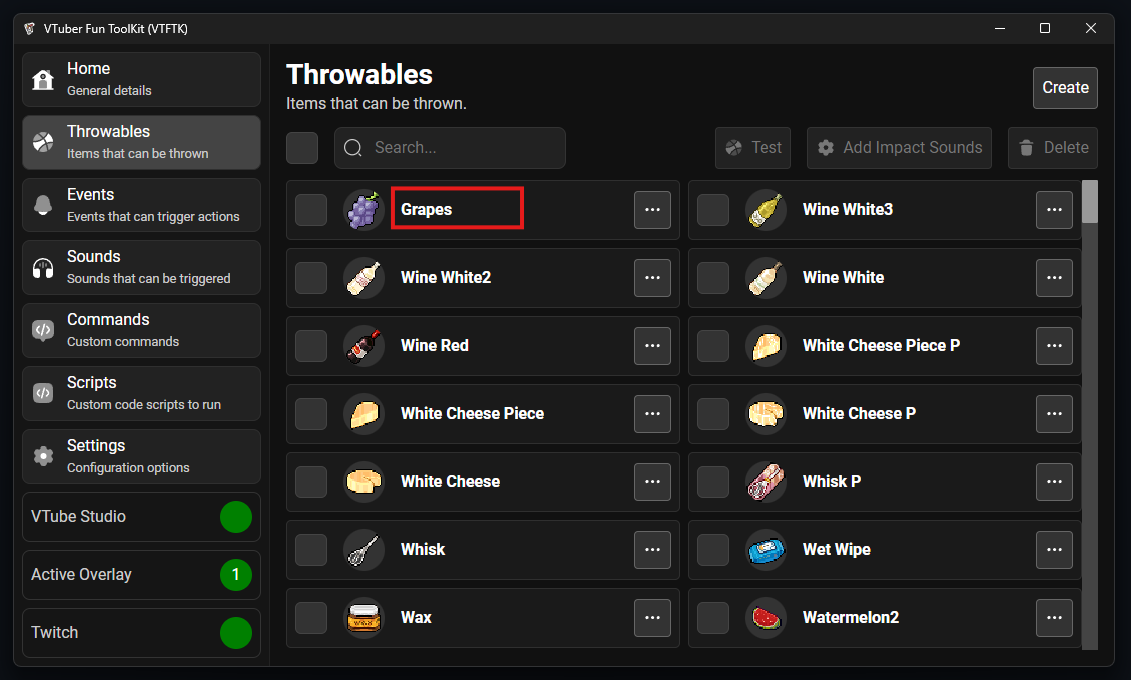 VTuber Fun ToolKit (VTFTK)
Home
General details
Throwables
Items that can be thrown
Events
Events that can trigger actions
Sounds
Sounds that can be triggered
Commands
Custom commands
Scripts
Custom code scripts to run
Settings
Configuration options
VTube Studio
Active Overlay 1
Twitch
Throwables
Items that can be thrown.
Create
Search...
Test
Add Impact Sounds
Delete
Grapes
Wine White3
Wine White2
Wine White
Wine Red
White Cheese Piece P
White Cheese Piece
White Cheese P
White Cheese
Whisk P
Whisk
Wet Wipe
Wax
Watermelon2